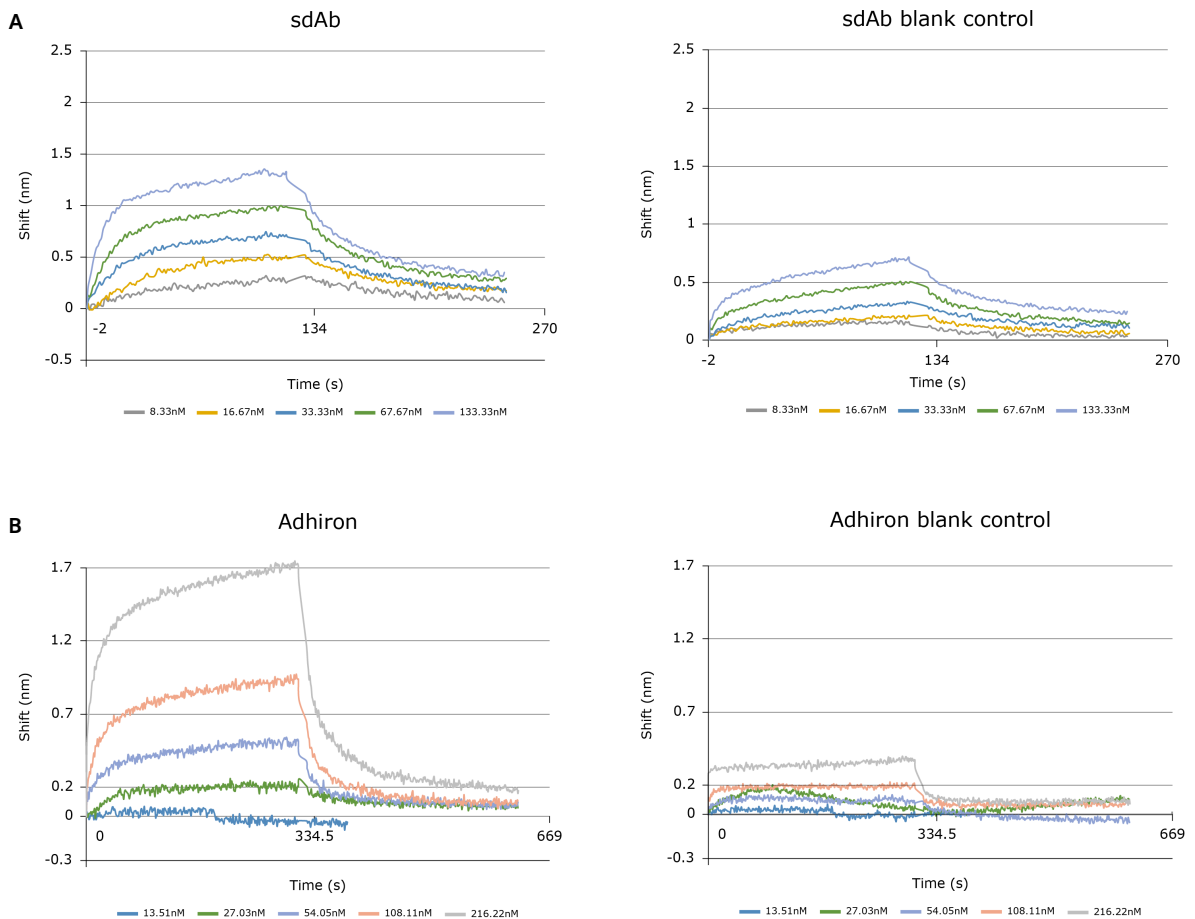 A
sdAb
sdAb blank control
2.5
2
1.5
1
0.5
0
-0.5
Shift (nm)
-2
134
270
Time (s)
8.33nM 16.67nM 33.33nM 67.67nM 133.33nM
2.5
2
1.5
1
0.5
0
Shift (nm)
-2
134
270
Time (s)
8.33nM 16.67nM 33.33nM 67.67nM 133.33nM
B
Adhiron
Adhiron blank control
1.7
1.2
0.7
0.2
0
-0.3
Shift (nm)
0
334.5
669
Time (s)
13.51nM 27.03nM 54.05nM 108.11nM 216.22nM
1.7
1.2
0.7
0.2
0
-0.3
Shift (nm)
0
334.5
669
Time (s)
13.51nM 27.03nM 54.05nM 108.11nM 216.22nM